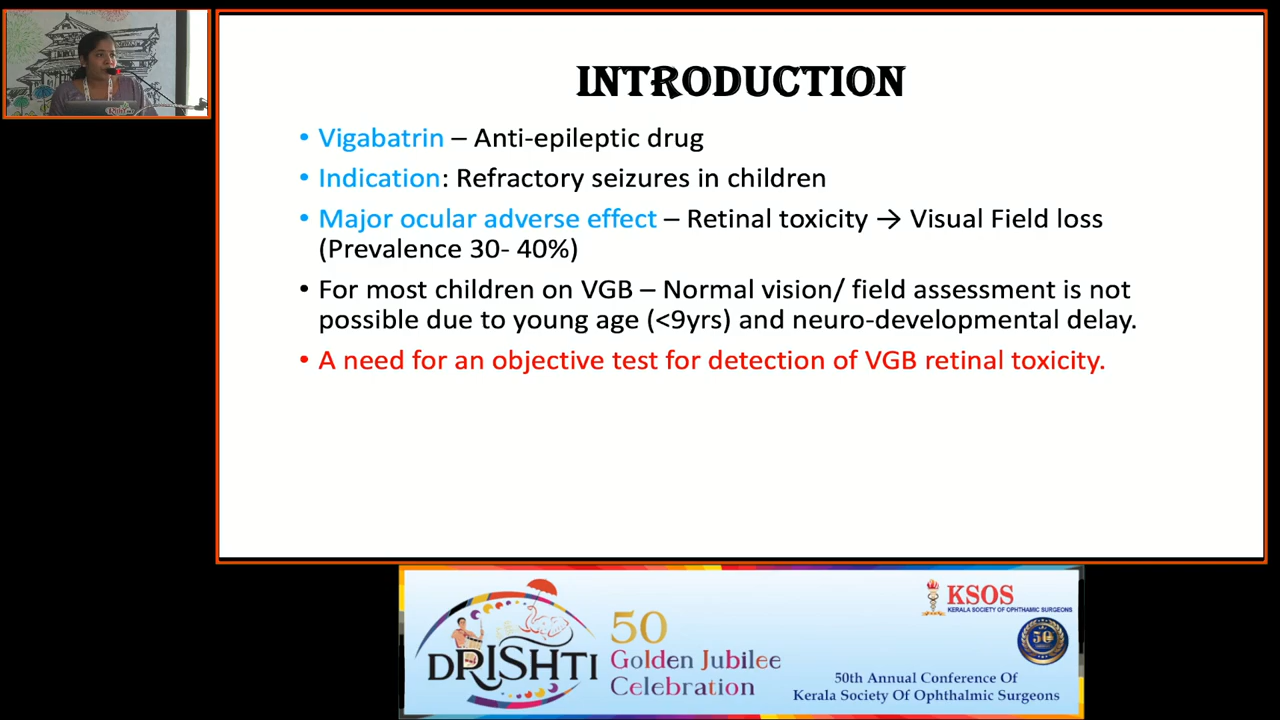 INTRODUCTION
• Vigabatrin – Anti-epileptic drug
• Indication: Refractory seizures in children
• Major ocular adverse effect – Retinal toxicity → Visual Field loss
(Prevalence 30- 40%)
• For most children on VGB – Normal vision/ field assessment is not
possible due to young age (<9yrs) and neuro-developmental delay.
• A need for an objective test for detection of VGB retinal toxicity.
DRISHTI
50
Golden Jubilee
Celebration
KSOS
KERALA SOCIETY OF OPHTHAMIC SURGEONS
50
50th Annual Conference Of
Kerala Society Of Ophthalmic Surgeons